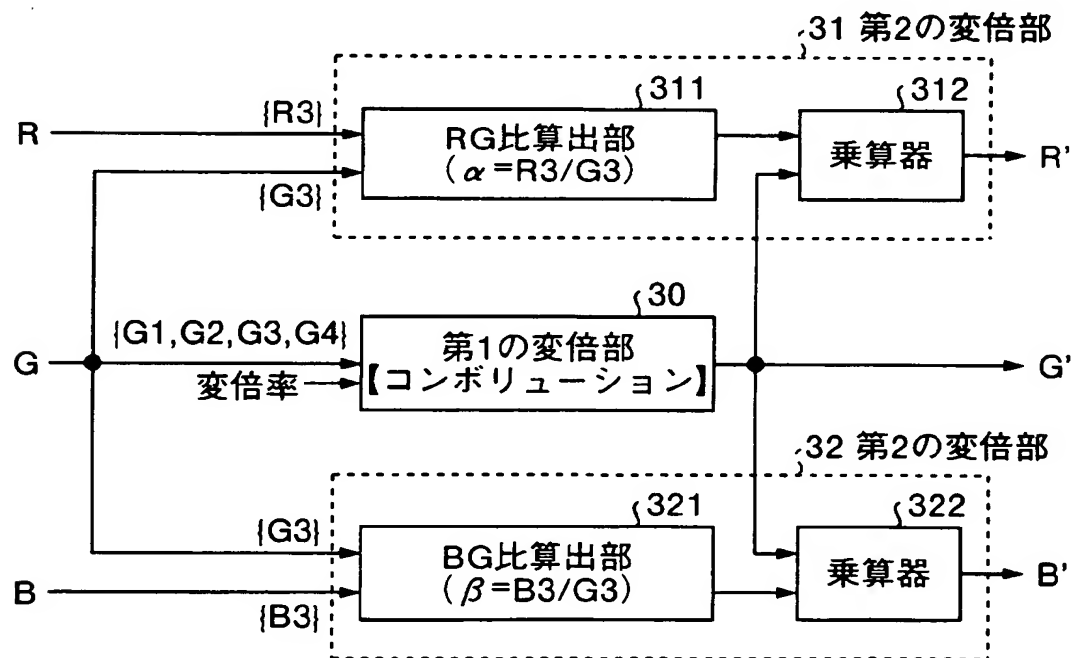 31 第2の変倍部
311
312
R
{R3}
RG比算出部
(α=R3/G3)
乗算器
R'
{G3}
30
{G1,G2,G3,G4}
G
第1の変倍部
【コンボリューション】
変倍率
G'
32 第2の変倍部
321
322
{G3}
BG比算出部
(β=B3/G3)
乗算器
B'
B
{B3}